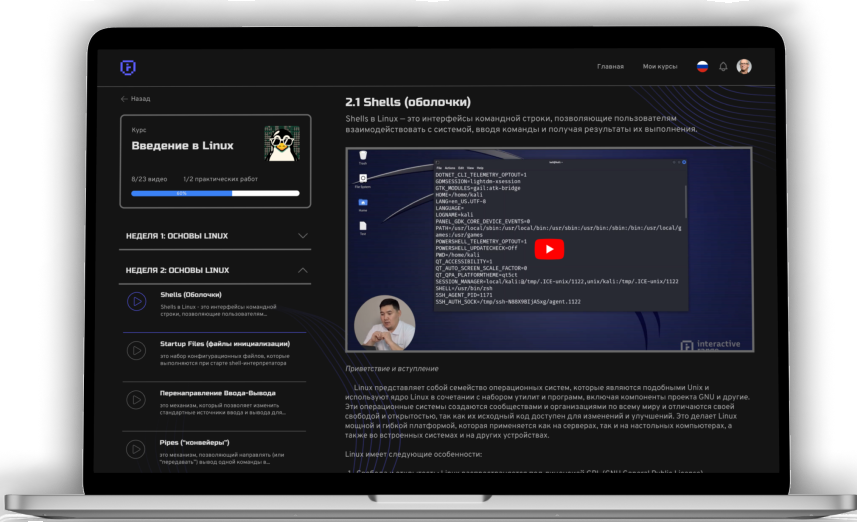 Главная
Мои курсы
← Назад
Курс
Введение в Linux
8/23 видео
1/2 практических работ
60%
НЕДЕЛЯ 1: ОСНОВЫ LINUX
НЕДЕЛЯ 2: ОСНОВЫ LINUX
Shells (Оболочки)
Shells в Linux - это интерфейсы командной
строки, позволяющие пользователям...
Startup Files (файлы инициализации)
это набор конфигурационных файлов, которые
выполняются при старте shell-интерпретатора
Перенаправление Ввода-Вывода
это механизм, который позволяет изменить
стандартные источники ввода и вывода для...
Pipes ("конвейеры")
это механизм, позволяющий направлять (или
"передавать") вывод одной команды в...
2.1 Shells (оболочки)
Shells в Linux — это интерфейсы командной строки, позволяющие пользователям
взаимодействовать с системой, вводя команды и получая результаты их выполнения.
File System
Home
DOTNET_CLI_TELEMETRY_OPTOUT=1
GDMSESSION=lightdm-xsession
GTK_MODULES=gail:atk-bridge
HOME=/home/kali
LANG=en_US.UTF-8
LANGUAGE=
LOGNAME=kali
PANEL_GDK_CORE_DEVICE_EVENTS=0
PATH=/usr/local/sbin:/usr/local/bin:/usr/sbin:/usr/bin:/sbin:/bin:/usr/local/g
ames:/usr/games
POWERSHELL_TELEMETRY_OPTOUT=1
POWERSHELL_UPDATECHECK=Off
PWD=/home/kali
QT_ACCESSIBILITY=1
QT_AUTO_SCREEN_SCALE_FACTOR=0
QT_QPA_PLATFORMTHEME=qt5ct
SESSION_MANAGER=local/kali:@/tmp/.ICE-unix/1122,unix/kali:/tmp/.ICE-unix/1122
SHELL=/usr/bin/zsh
SSH_AGENT_PID=1171
SSH_AUTH_SOCK=/tmp/ssh-N88X9BIjASxg/agent.1122
interactive
Приветствие и вступление
Linux представляет собой семейство операционных систем, которые являются подобными Unix и
используют ядро Linux в сочетании с набором утилит и программ, включая компоненты проекта GNU и другие.
Эти операционные системы создаются сообществами и организациями по всему миру и отличаются своей
свободой и открытостью, так как их исходный код доступен для изменений и улучшений. Это делает Linux
мощной и гибкой платформой, которая применяется как на серверах, так и на настольных компьютерах, а
также во встроенных системах и на других устройствах.
Linux имеет следующие особенности: